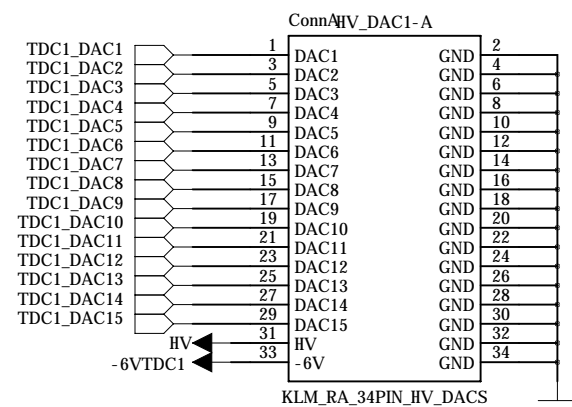 ConnA HV_DAC1-A
TDC1_DAC1 1 DAC1 GND 2
TDC1_DAC2 3 DAC2 GND 4
TDC1_DAC3 5 DAC3 GND 6
TDC1_DAC4 7 DAC4 GND 8
TDC1_DAC5 9 DAC5 GND 10
TDC1_DAC6 11 DAC6 GND 12
TDC1_DAC7 13 DAC7 GND 14
TDC1_DAC8 15 DAC8 GND 16
TDC1_DAC9 17 DAC9 GND 18
TDC1_DAC10 19 DAC10 GND 20
TDC1_DAC11 21 DAC11 GND 22
TDC1_DAC12 23 DAC12 GND 24
TDC1_DAC13 25 DAC13 GND 26
TDC1_DAC14 27 DAC14 GND 28
TDC1_DAC15 29 DAC15 GND 30
HV 31 HV GND 32
-6VTDC1 33 -6V GND 34
KLM_RA_34PIN_HV_DACS